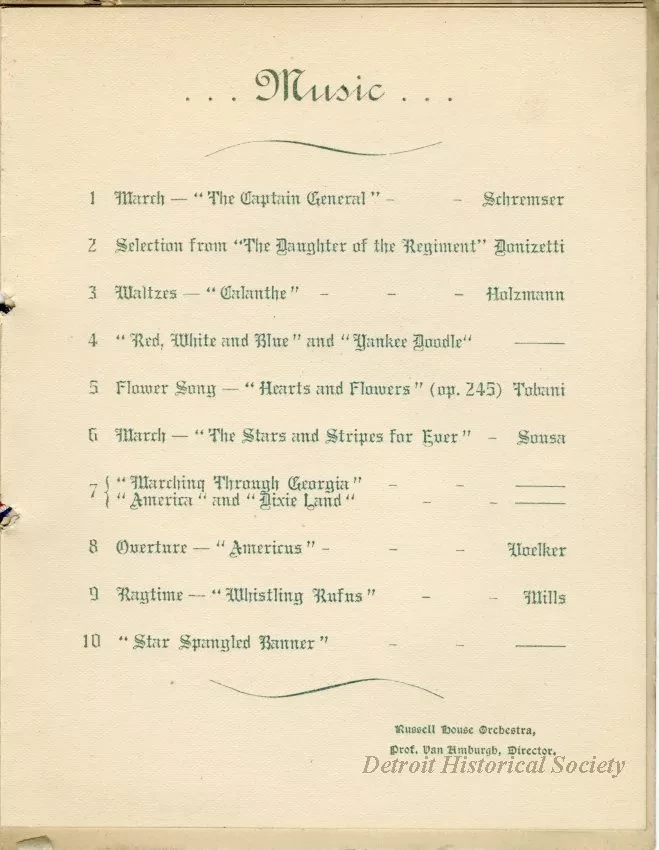 . . . Music . . .
1 March — "The Captain General" - - Schremser
2 Selection from "The Daughter of the Regiment" Donizetti
3 Waltzes — "Calanthe" - - - Holzmann
4 "Red, White and Blue" and "Yankee Doodle" ——
5 Flower Song — "Hearts and Flowers" (op. 245) Tobani
6 March — "The Stars and Stripes for Ever" - Sousa
7 { "Marching Through Georgia" - - ——
"America" and "Dixie Land" - - ——
8 Overture — "Americus" - - - Voelker
9 Ragtime — "Whistling Rufus" - - Mills
10 "Star Spangled Banner" - - ——
Russell House Orchestra,
Prof. Van Amburgh, Director.
Detroit Historical Society